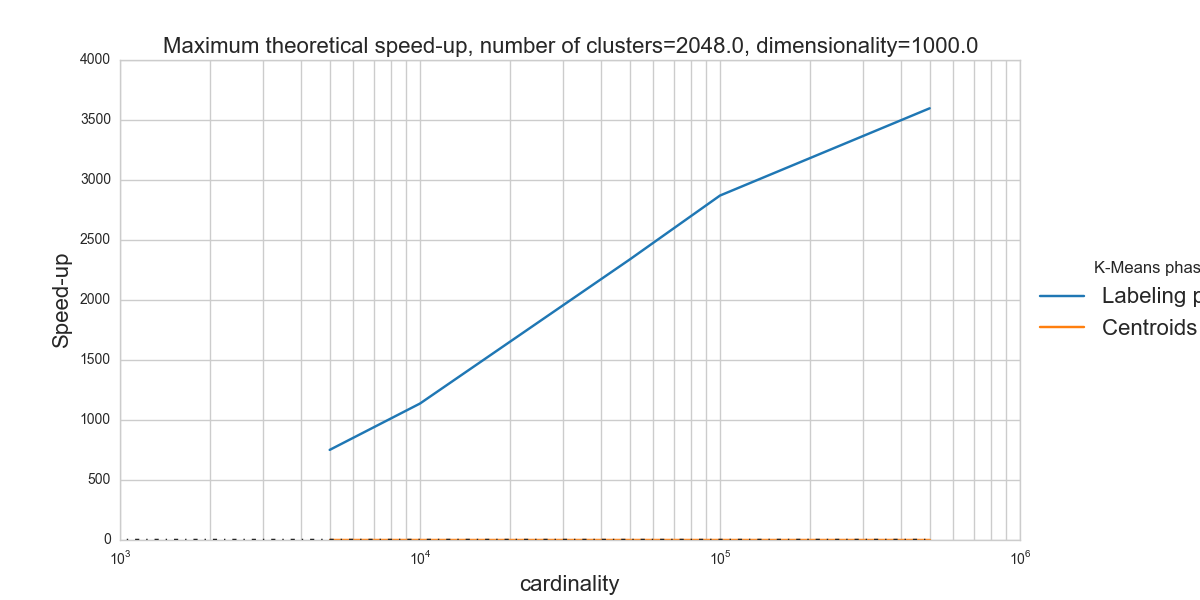 Maximum theoretical speed-up, number of clusters=2048.0, dimensionality=1000.0
4000
3500
3000
2500
2000
1500
1000
500
0
Speed-up
10³
10⁴
10⁵
10⁶
cardinality
K-Means phas
Labeling p
Centroids